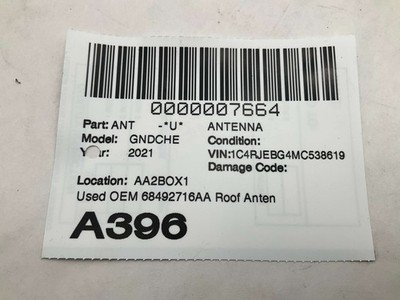 0000007664
Part: ANT -*U* ANTENNA
Model: GNDCHE Condition:
Year: 2021 VIN:1C4RJEBG4MC538619
Damage Code:
Location: AA2BOX1
Used OEM 68492716AA Roof Anten
A396